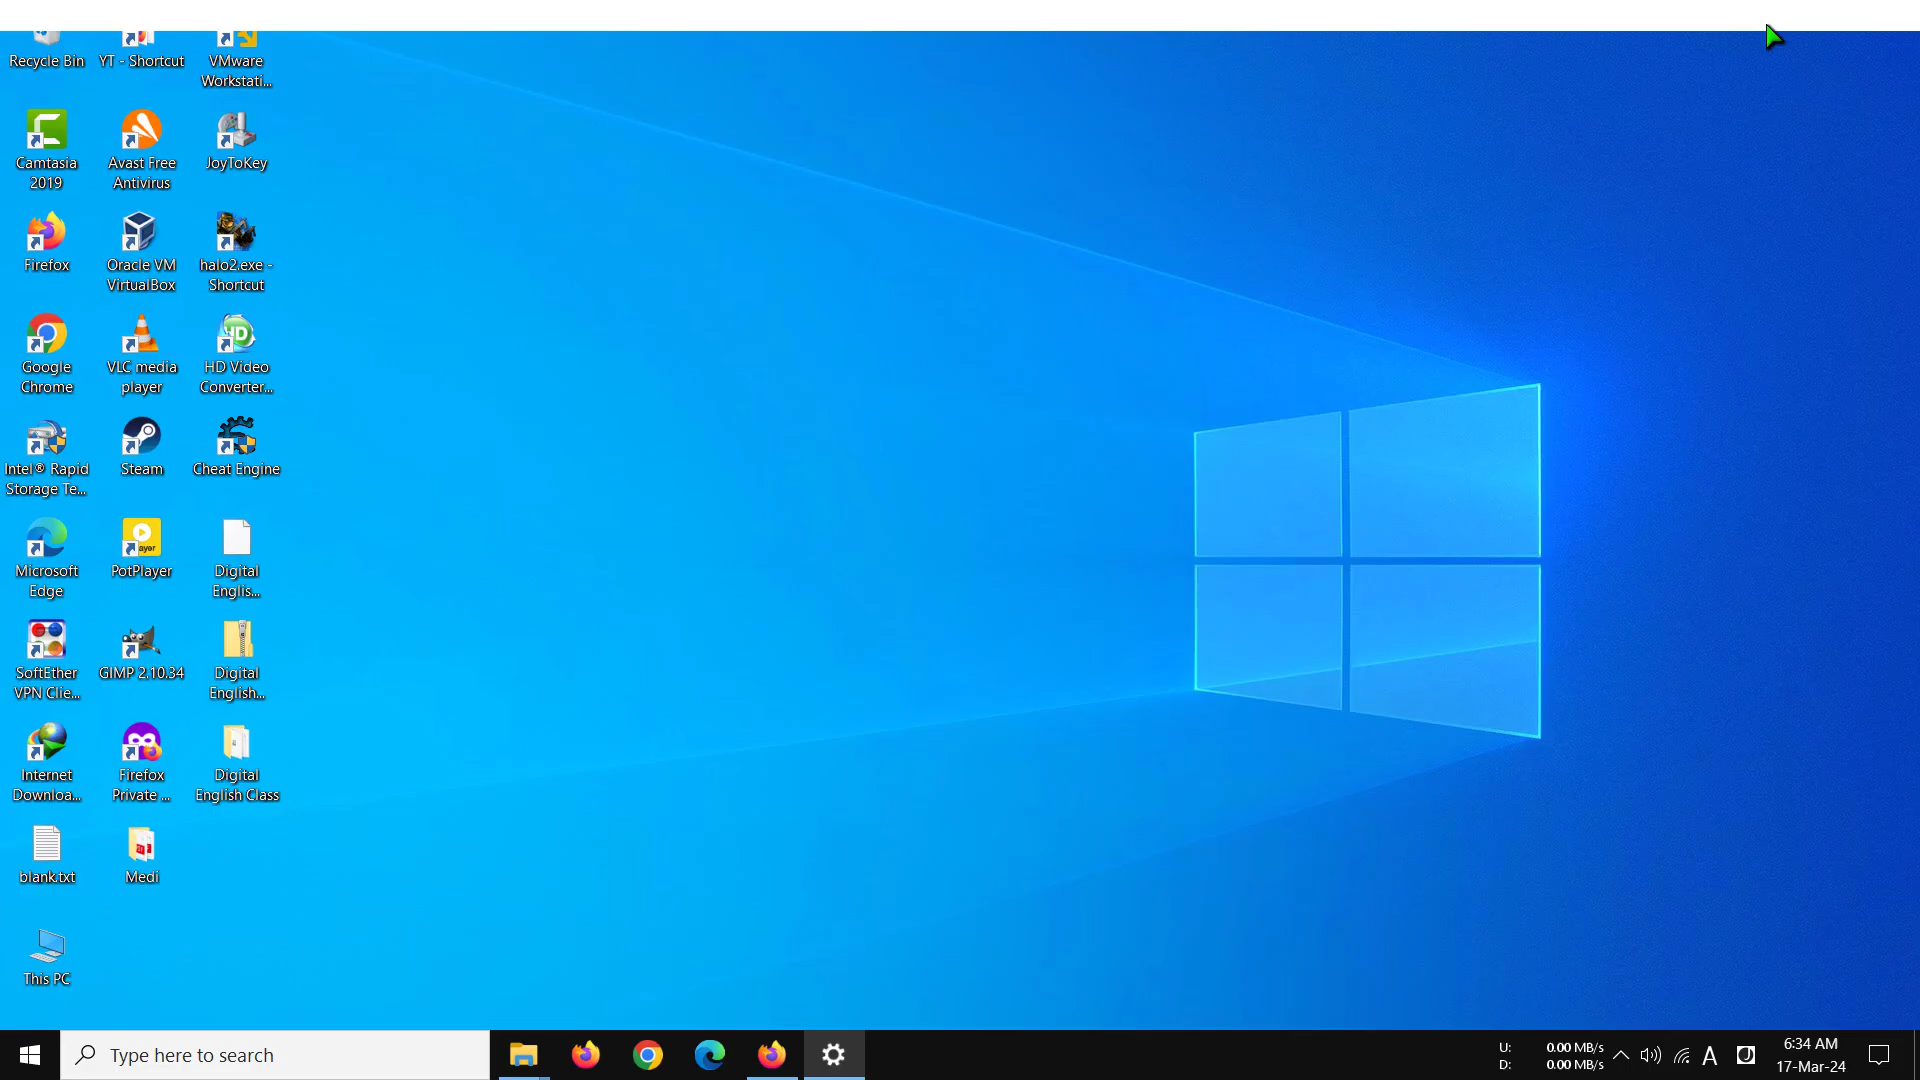 Recycle Bin
YT - Shortcut
VMware
Workstati...
Camtasia
2019
Avast Free
Antivirus
JoyToKey
Firefox
Oracle VM
VirtualBox
halo2.exe -
Shortcut
Google
Chrome
VLC media
player
HD
HD Video
Converter...
Intel® Rapid
Storage Te...
Steam
Cheat Engine
Microsoft
Edge
ayer
PotPlayer
Digital
Englis...
SoftEther
VPN Clie...
GIMP 2.10.34
Digital
English...
Internet
Downloa...
Firefox
Private ...
Digital
English Class
blank.txt
Medi
This PC
Type here to search
U: 0.00 MB/s
D: 0.00 MB/s
A
6:34 AM
17-Mar-24